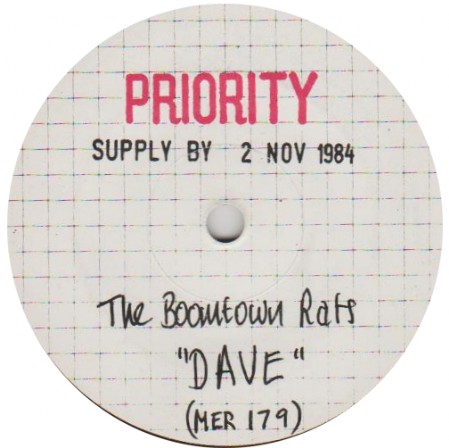 PRIORITY
SUPPLY BY 2 NOV 1984
The Boomtown Rats
"DAVE"
(MER 179)